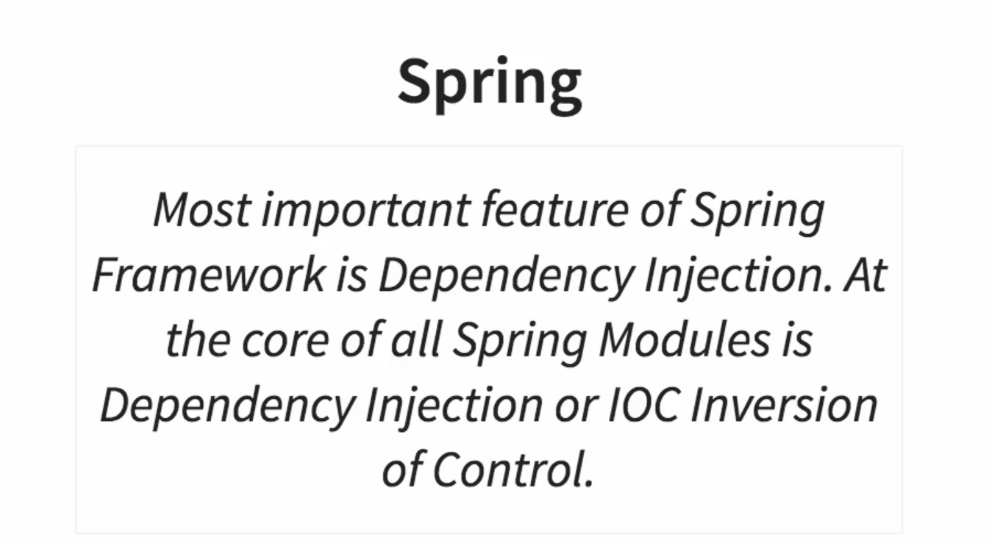 Spring
Most important feature of Spring
Framework is Dependency Injection. At
the core of all Spring Modules is
Dependency Injection or IOC Inversion
of Control.